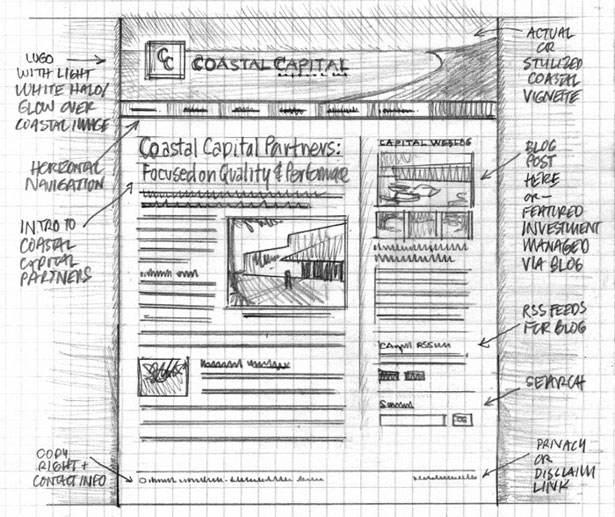 LOGO
WITH LIGHT
WHITE HALO/
GLOW OVER
COASTAL IMAGE
HORIZONTAL
NAVIGATION
INTRO TO
COASTAL
CAPITAL
PARTNERS
COPY
RIGHT +
CONTACT INFO
CC
COASTAL CAPITAL
Coastal Capital Partners:
Focused on Quality & Performance
CAPITAL WEBLOG
RSS
Search
GO
ACTUAL
OR
STYLIZED
COASTAL
VIGNETTE
BLOG
POST
HERE
-OR-
FEATURED
INVESTMENT
MANAGED
VIA BLOG
RSS FEEDS
FOR BLOG
SEARCH
PRIVACY
OR
DISCLAIM
LINK